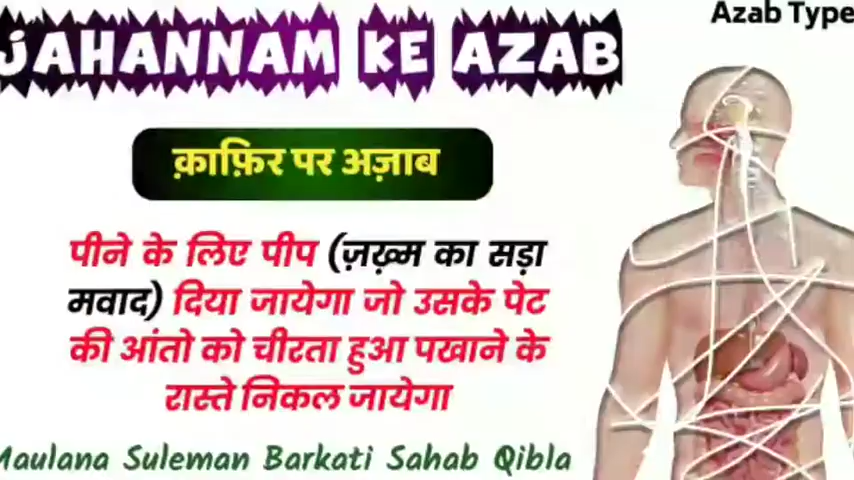 Azab Type
JAHANNAM KE AZAB
क़ाफ़िर पर अज़ाब
पीने के लिए पीप (ज़ख़्म का सड़ा
मवाद) दिया जायेगा जो उसके पेट
की आंतो को चीरता हुआ पखाने के
रास्ते निकल जायेगा
Maulana Suleman Barkati Sahab Qibla